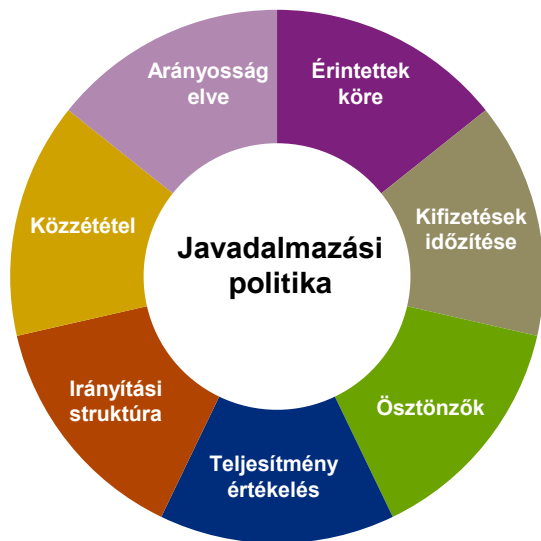 Arányosság
elve
Érintettek
köre
Kifizetések
időzítése
Ösztönzők
Teljesítmény
értékelés
Irányítási
struktúra
Közzététel
Javadalmazási
politika